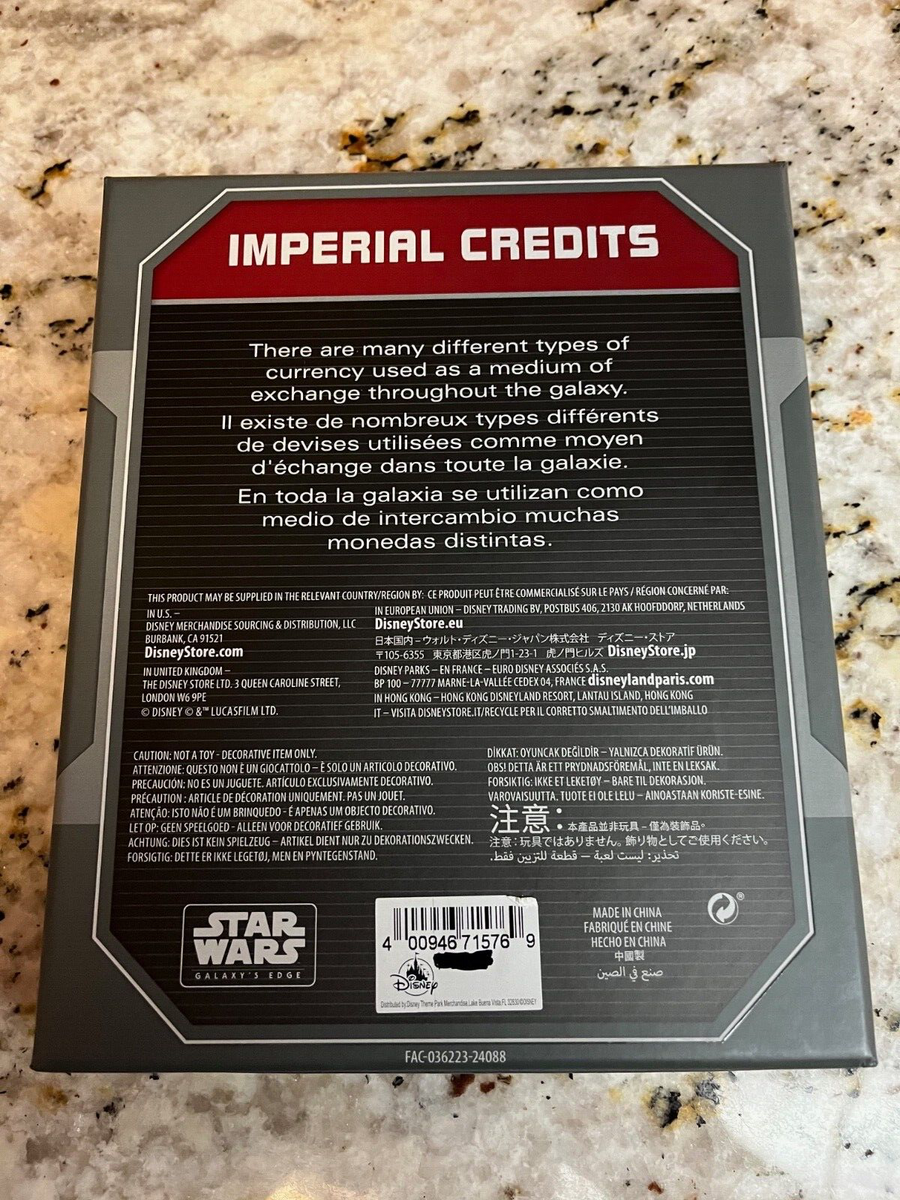 IMPERIAL CREDITS
There are many different types of
currency used as a medium of
exchange throughout the galaxy.
Il existe de nombreux types différents
de devises utilisées comme moyen
d'échange dans toute la galaxie.
En toda la galaxia se utilizan como
medio de intercambio muchas
monedas distintas.
THIS PRODUCT MAY BE SUPPLIED IN THE RELEVANT COUNTRY/REGION BY: CE PRODUIT PEUT ÊTRE COMMERCIALISÉ SUR LE PAYS / RÉGION CONCERNÉ PAR:
IN U.S. –
DISNEY MERCHANDISE SOURCING & DISTRIBUTION, LLC
BURBANK, CA 91521
DisneyStore.com
IN UNITED KINGDOM –
THE DISNEY STORE LTD. 3 QUEEN CAROLINE STREET,
LONDON W6 9PE
© DISNEY © &™ LUCASFILM LTD.
IN EUROPEAN UNION – DISNEY TRADING BV, POSTBUS 406, 2130 AK HOOFDDORP, NETHERLANDS
DisneyStore.eu
日本国内 – ウォルト・ディズニー・ジャパン株式会社 ディズニー・ストア
〒105-6355 東京都港区虎ノ門1-23-1 虎ノ門ヒルズ DisneyStore.jp
DISNEY PARKS – EN FRANCE – EURO DISNEY ASSOCIÉS S.A.S.
BP 100 – 77777 MARNE-LA-VALLÉE CEDEX 04, FRANCE disneylandparis.com
IN HONG KONG – HONG KONG DISNEYLAND RESORT, LANTAU ISLAND, HONG KONG
IT – VISITA DISNEYSTORE.IT/RECYCLE PER IL CORRETTO SMALTIMENTO DELL'IMBALLO
CAUTION: NOT A TOY - DECORATIVE ITEM ONLY.
ATTENZIONE: QUESTO NON È UN GIOCATTOLO – È SOLO UN ARTICOLO DECORATIVO.
PRECAUCIÓN; NO ES UN JUGUETE. ARTÍCULO EXCLUSIVAMENTE DECORATIVO.
PRÉCAUTION : ARTICLE DE DÉCORATION UNIQUEMENT. PAS UN JOUET.
ATENÇÃO: ISTO NÃO É UM BRINQUEDO - É APENAS UM OBJECTO DECORATIVO.
LET OP: GEEN SPEELGOED - ALLEEN VOOR DECORATIEF GEBRUIK.
ACHTUNG: DIES IST KEIN SPIELZEUG – ARTIKEL DIENT NUR ZU DEKORATIONSZWECKEN.
FORSIGTIG: DETTE ER IKKE LEGETØJ, MEN EN PYNTEGENSTAND.
DİKKAT: OYUNCAK DEĞİLDİR – YALNIZCA DEKORATİF ÜRÜN.
OBS! DETTA ÄR ETT PRYDNADSFÖREMÅL, INTE EN LEKSAK.
FORSIKTIG: IKKE ET LEKETØY – BARE TIL DEKORASJON.
VAROVAISUUTTA. TUOTE EI OLE LELU – AINOASTAAN KORISTE-ESINE.
注意: 本產品並非玩具 – 僅為裝飾品。
注意:玩具ではありません。飾り物としてご使用ください。
تحذير: ليست لعبة – قطعة للتزيين فقط.
STAR WARS
GALAXY'S EDGE
4 00946 71576 9
Disney
Distributed by Disney Theme Park Merchandise, Lake Buena Vista, FL 32830 ©DISNEY
MADE IN CHINA
FABRIQUÉ EN CHINE
HECHO EN CHINA
中國製
صنع في الصين
®
FAC-036223-24088